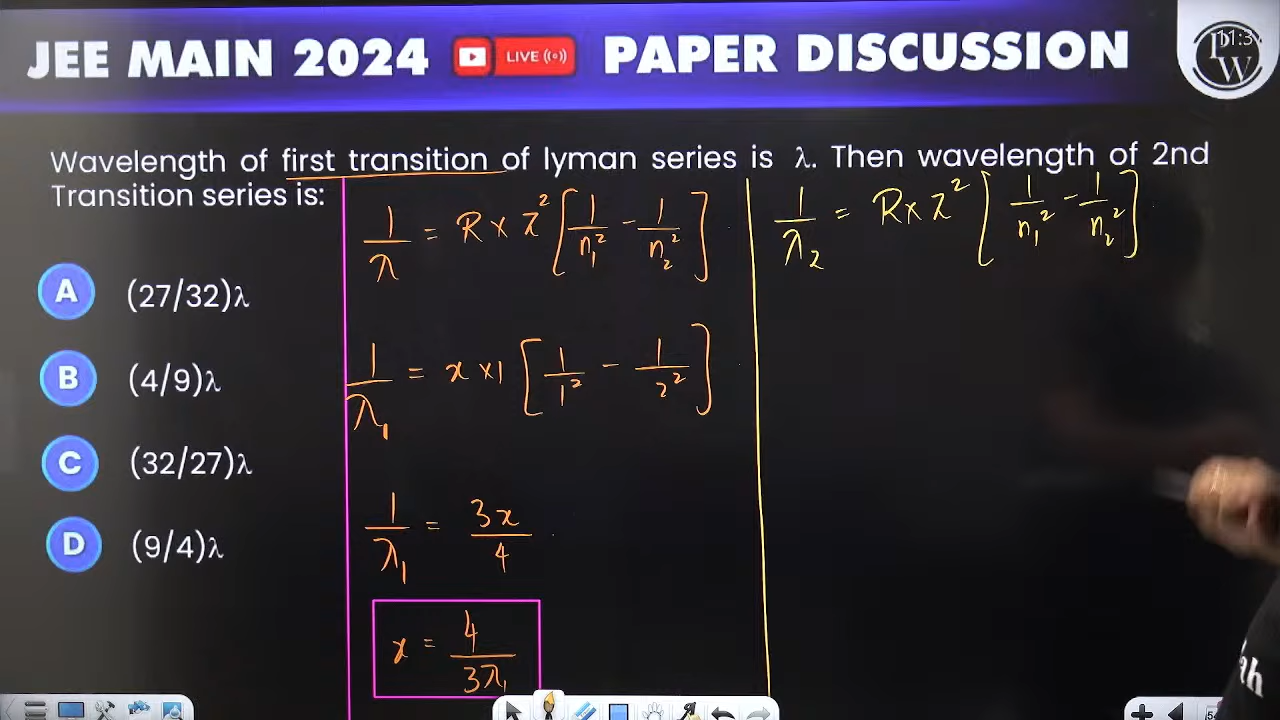 JEE MAIN 2024 LIVE PAPER DISCUSSION
Wavelength of first transition of lyman series is λ. Then wavelength of 2nd
Transition series is:
A (27/32)λ
B (4/9)λ
C (32/27)λ
D (9/4)λ
1/λ = R × z² [1/n₁² - 1/n₂²]
1/λ₁ = x × 1 [1/1² - 1/2²]
1/λ₁ = 3x/4
x = 4/3λ₁
1/λ₂ = R × z² [1/n₁² - 1/n₂²]